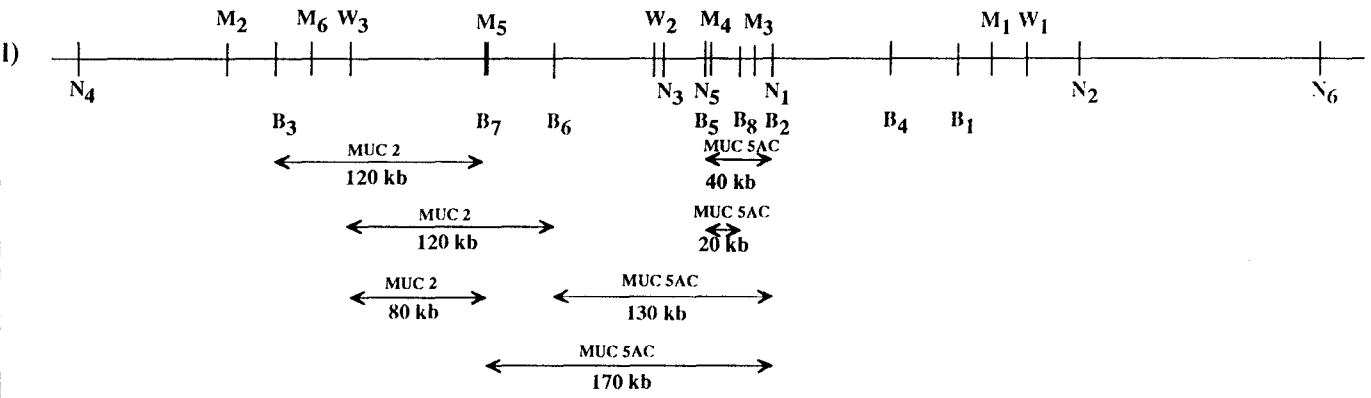 M2 M6 W3 M5 W2 M4 M3 M1 W1
l)
N4 N3 N5 N1 N2 N6
B3 B7 B6 B5 B8 B2 B4 B1
MUC 2 MUC 5AC
120 kb 40 kb
MUC 2 MUC 5AC
120 kb 20 kb
MUC 2 MUC 5AC
80 kb 130 kb
MUC 5AC
170 kb